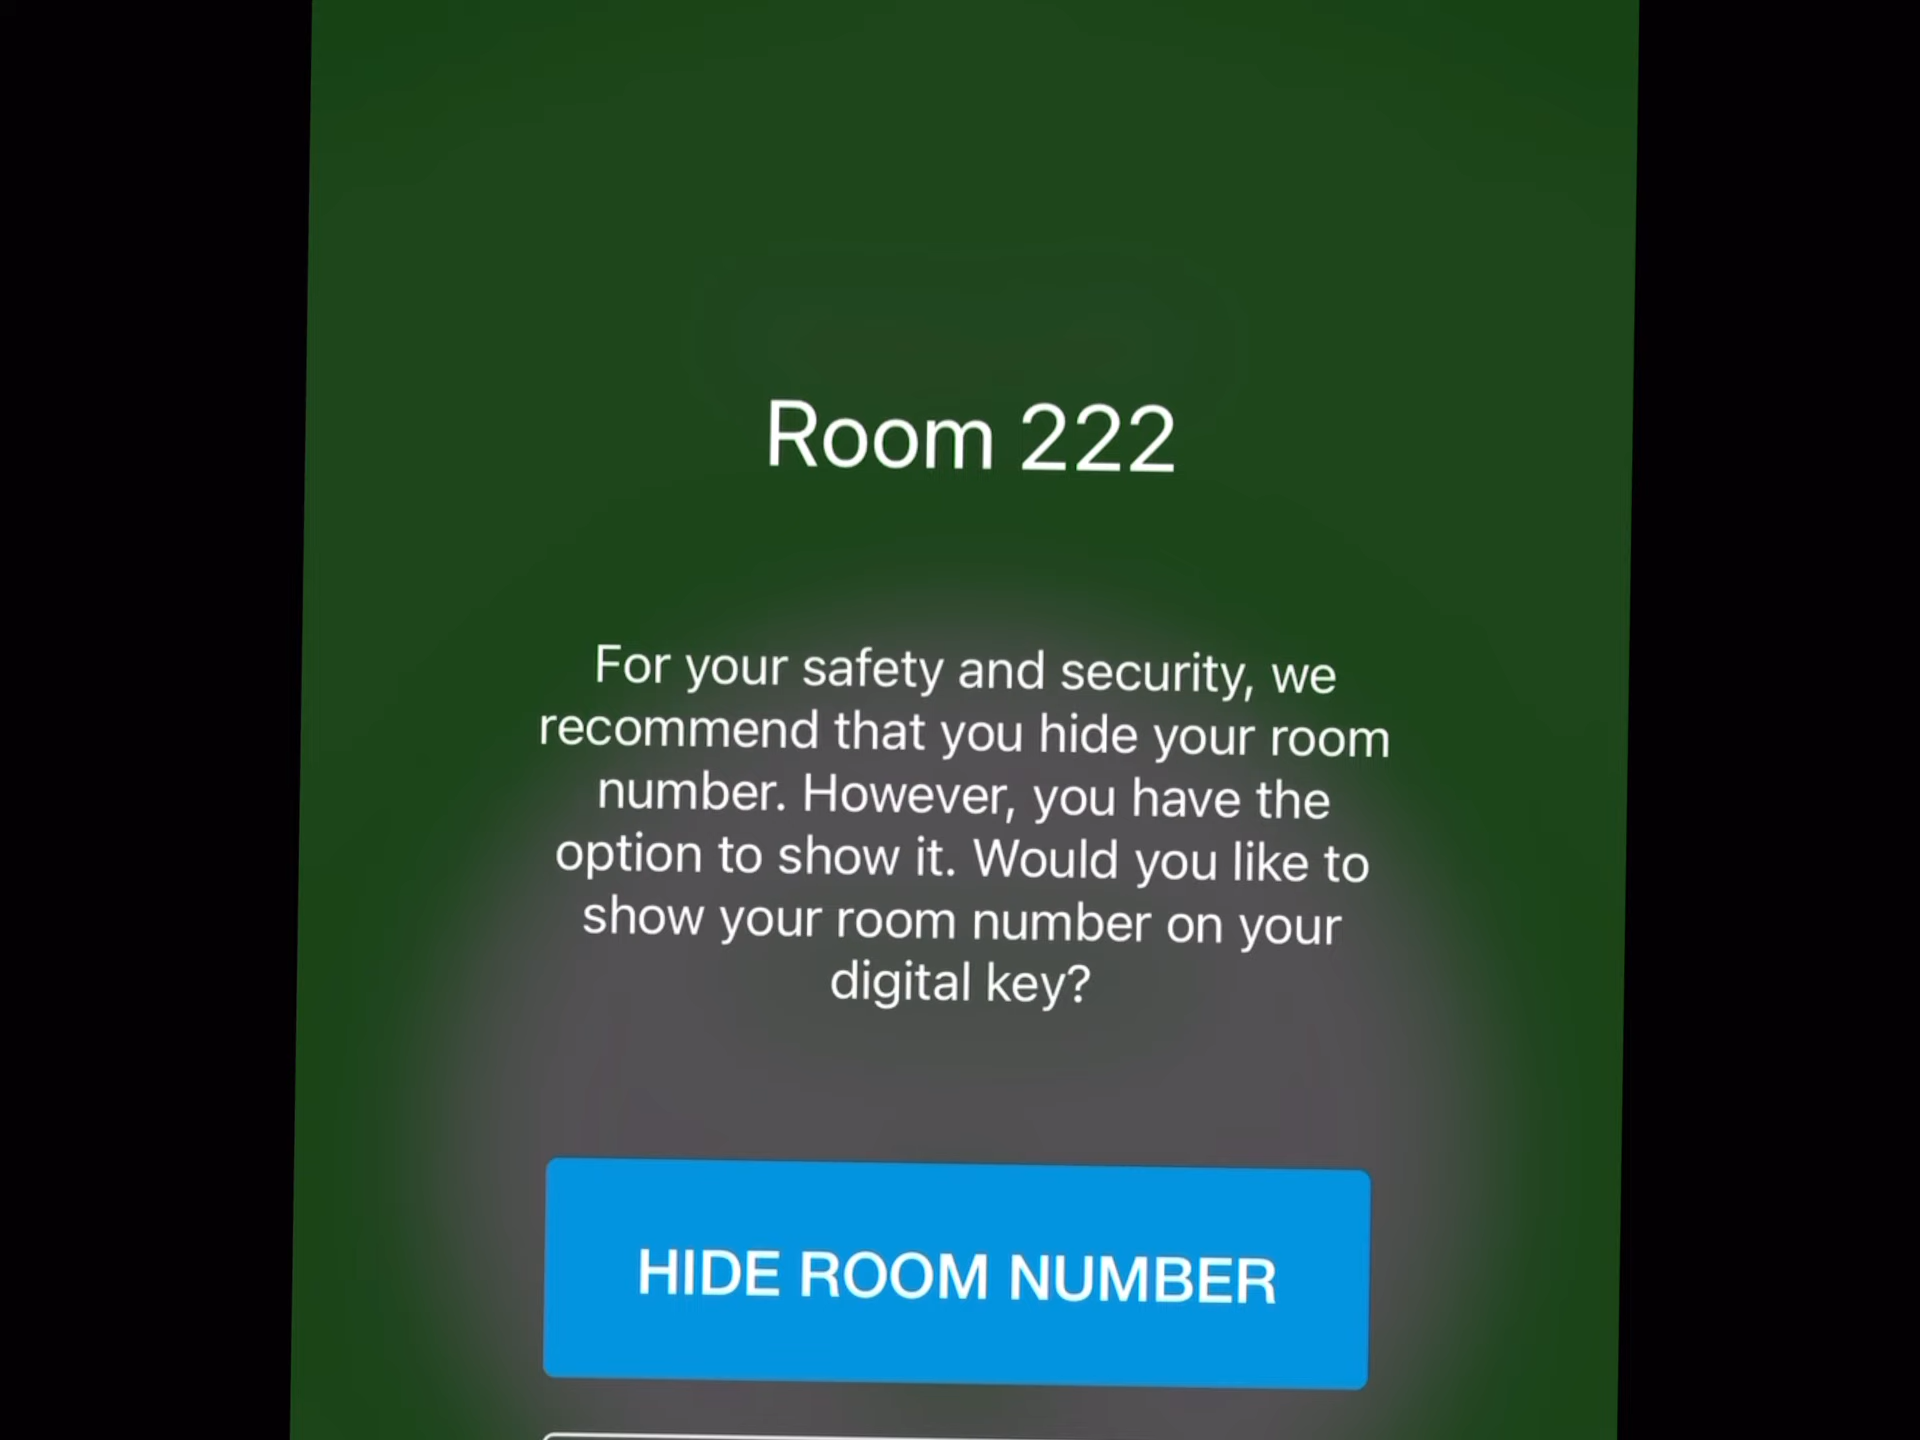 Room 222
For your safety and security, we
recommend that you hide your room
number. However, you have the
option to show it. Would you like to
show your room number on your
digital key?
HIDE ROOM NUMBER